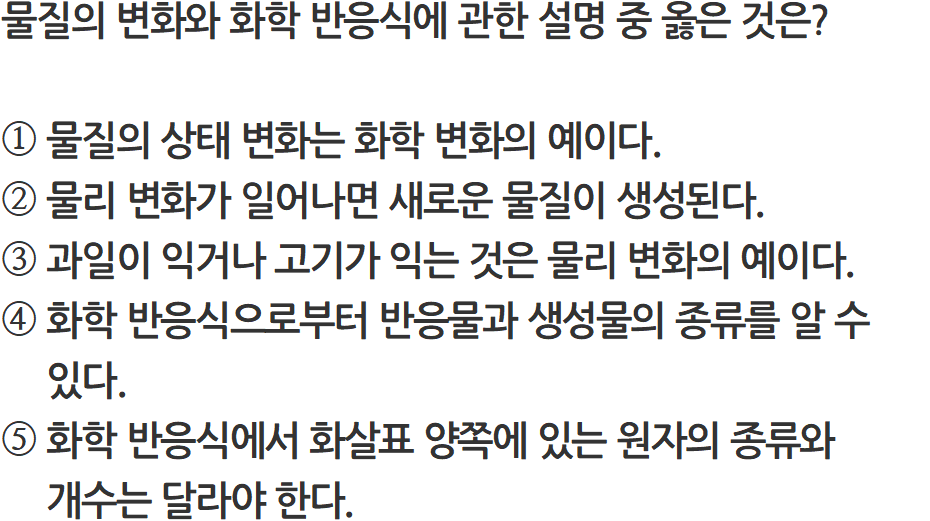 물질의 변화와 화학 반응식에 관한 설명 중 옳은 것은?
① 물질의 상태 변화는 화학 변화의 예이다.
② 물리 변화가 일어나면 새로운 물질이 생성된다.
③ 과일이 익거나 고기가 익는 것은 물리 변화의 예이다.
④ 화학 반응식으로부터 반응물과 생성물의 종류를 알 수
있다.
⑤ 화학 반응식에서 화살표 양쪽에 있는 원자의 종류와
개수는 달라야 한다.